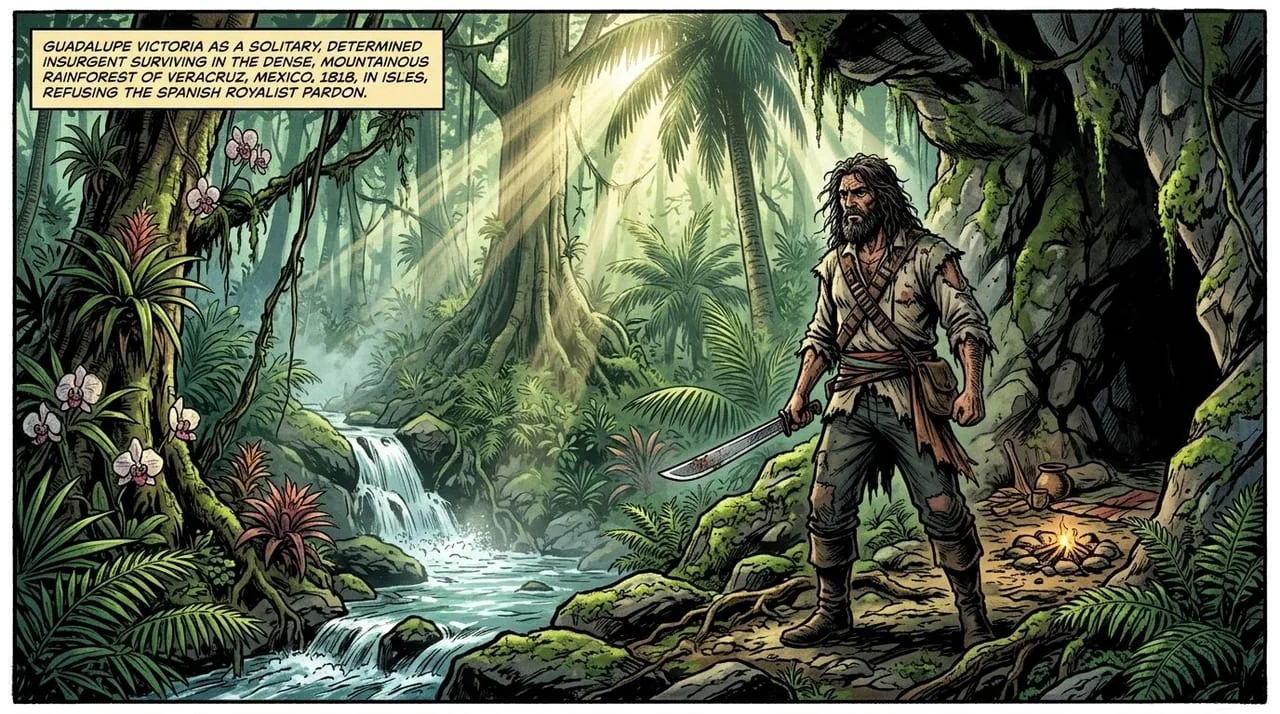 GUADALUPE VICTORIA AS A SOLITARY, DETERMINED
INSURGENT SURVIVING IN THE DENSE, MOUNTAINOUS
RAINFOREST OF VERACRUZ, MEXICO, 1818, IN ISLES,
REFUSING THE SPANISH ROYALIST PARDON.